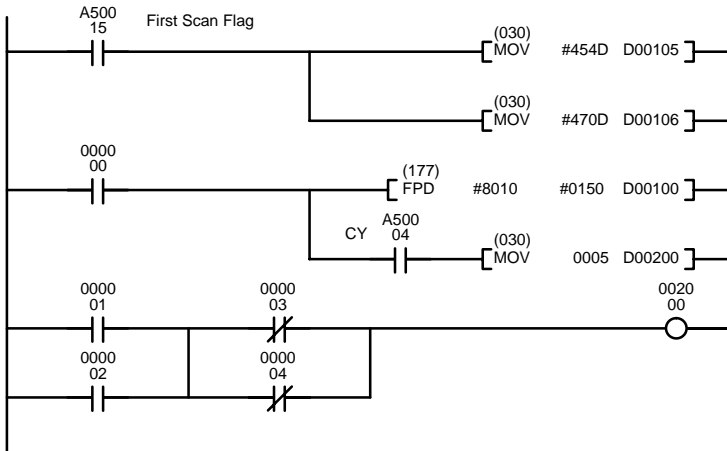 A500
15
First Scan Flag
(030)
MOV #454D D00105
(030)
MOV #470D D00106
0000
00
(177)
FPD #8010 #0150 D00100
CY
A500
04
(030)
MOV 0005 D00200
0000
01
0000
03
0020
00
0000
02
0000
04